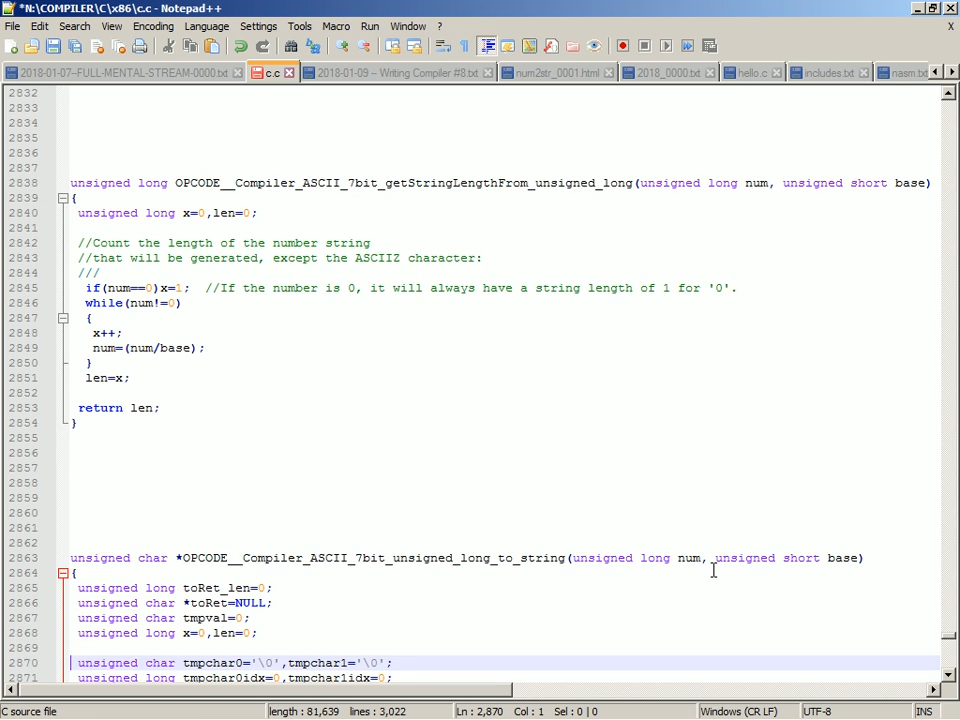 *N:\COMPILER\C\x86\c.c - Notepad++
File Edit Search View Encoding Language Settings Tools Macro Run Window ? X
2018-01-07-FULL-MENTAL-STREAM-0000.txt c.c 2018-01-09 – Writing Compiler #8.txt num2str_0001.html 2018_0000.txt hello.c includes.txt nasm.txt
2832
2833
2834
2835
2836
2837
2838 unsigned long OPCODE__Compiler_ASCII_7bit_getStringLengthFrom_unsigned_long(unsigned long num, unsigned short base)
2839 {
2840 unsigned long x=0,len=0;
2841
2842 //Count the length of the number string
2843 //that will be generated, except the ASCIIZ character:
2844 ///
2845 if(num==0)x=1; //If the number is 0, it will always have a string length of 1 for '0'.
2846 while(num!=0)
2847 {
2848 x++;
2849 num=(num/base);
2850 }
2851 len=x;
2852
2853 return len;
2854 }
2855
2856
2857
2858
2859
2860
2861
2862
2863 unsigned char *OPCODE__Compiler_ASCII_7bit_unsigned_long_to_string(unsigned long num, unsigned short base)
2864 {
2865 unsigned long toRet_len=0;
2866 unsigned char *toRet=NULL;
2867 unsigned char tmpval=0;
2868 unsigned long x=0,len=0;
2869
2870 unsigned char tmpchar0='\0',tmpchar1='\0';
2871 unsigned long tmpchar0idx=0,tmpchar1idx=0;
C source file length : 81,639 lines : 3,022 Ln : 2,870 Col : 1 Sel : 0 | 0 Windows (CR LF) UTF-8 INS